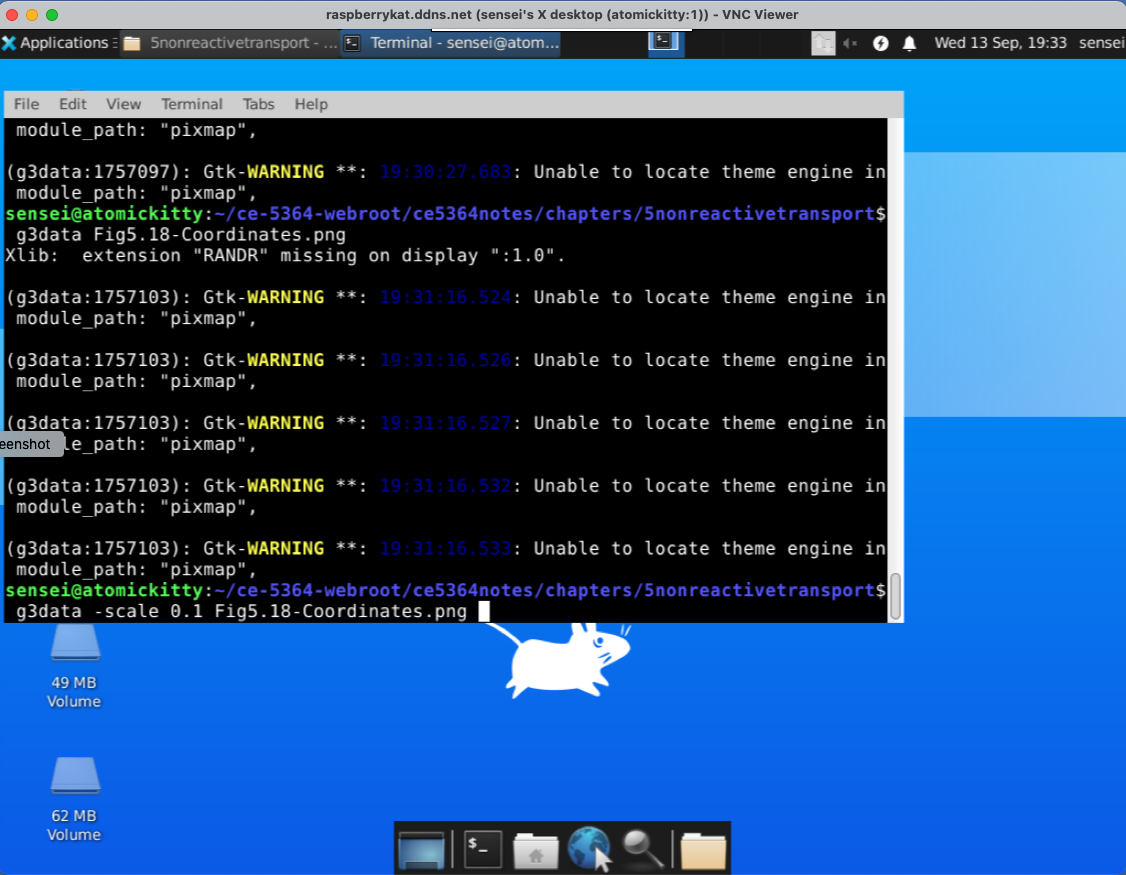 raspberrykat.ddns.net (sensei's X desktop (atomickitty:1)) - VNC Viewer
Applications 5nonreactivetransport - ... Terminal - sensei@atom... Wed 13 Sep, 19:33 sensei
File Edit View Terminal Tabs Help
module_path: "pixmap",
(g3data:1757097): Gtk-WARNING **: 19:30:27.683: Unable to locate theme engine in
module_path: "pixmap",
sensei@atomickitty:~/ce-5364-webroot/ce5364notes/chapters/5nonreactivetransport$
g3data Fig5.18-Coordinates.png
Xlib:  extension "RANDR" missing on display ":1.0".
(g3data:1757103): Gtk-WARNING **: 19:31:16.524: Unable to locate theme engine in
module_path: "pixmap",
(g3data:1757103): Gtk-WARNING **: 19:31:16.526: Unable to locate theme engine in
module_path: "pixmap",
(g3data:1757103): Gtk-WARNING **: 19:31:16.527: Unable to locate theme engine in
eenshot le_path: "pixmap",
(g3data:1757103): Gtk-WARNING **: 19:31:16.532: Unable to locate theme engine in
module_path: "pixmap",
(g3data:1757103): Gtk-WARNING **: 19:31:16.533: Unable to locate theme engine in
module_path: "pixmap",
sensei@atomickitty:~/ce-5364-webroot/ce5364notes/chapters/5nonreactivetransport$
g3data -scale 0.1 Fig5.18-Coordinates.png
49 MB
Volume
62 MB
Volume
$_